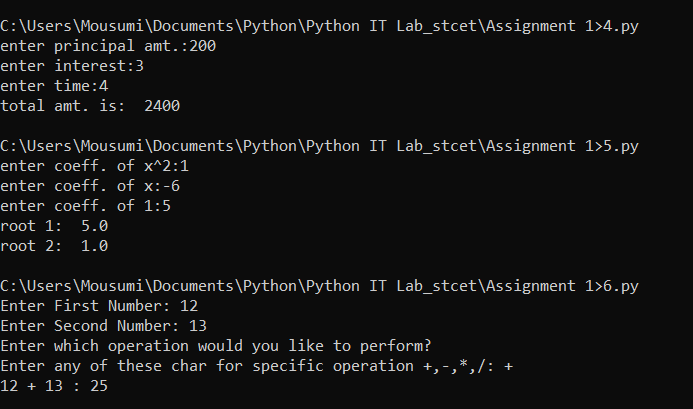 C:\Users\Mousumi\Documents\Python\Python IT Lab_stcet\Assignment 1>4.py
enter principal amt.:200
enter interest:3
enter time:4
total amt. is:  2400
C:\Users\Mousumi\Documents\Python\Python IT Lab_stcet\Assignment 1>5.py
enter coeff. of x^2:1
enter coeff. of x:-6
enter coeff. of 1:5
root 1:  5.0
root 2:  1.0
C:\Users\Mousumi\Documents\Python\Python IT Lab_stcet\Assignment 1>6.py
Enter First Number: 12
Enter Second Number: 13
Enter which operation would you like to perform?
Enter any of these char for specific operation +,-,*,/: +
12 + 13 : 25